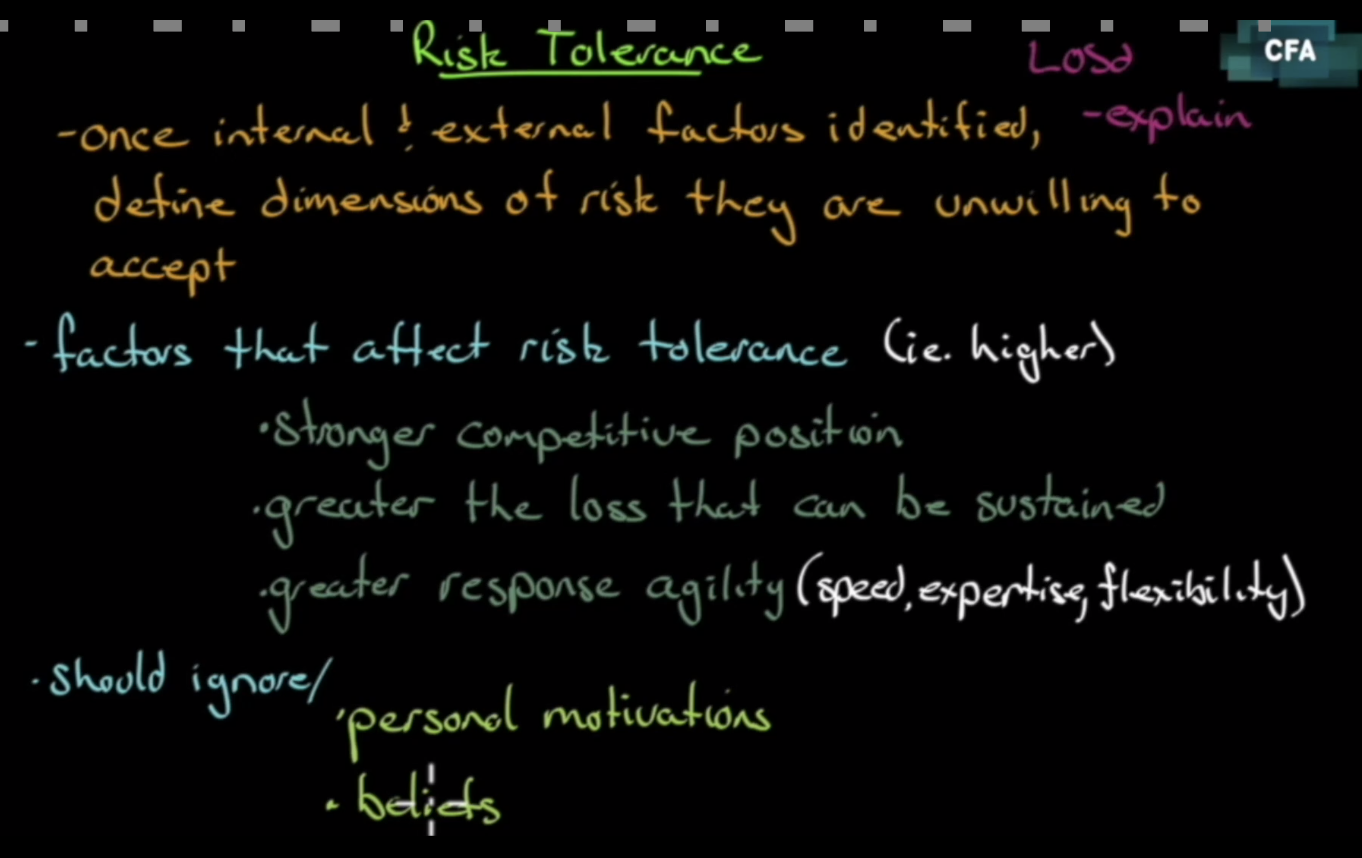 Risk Tolerance
LOSd
CFA
-once internal & external factors identified,
-explain
define dimensions of risk they are unwilling to
accept
- factors that affect risk tolerance (ie. higher)
• Stronger competitive position
• greater the loss that can be sustained
• greater response agility (speed, expertise, flexibility)
• should ignore/
• personal motivations
• beliefs